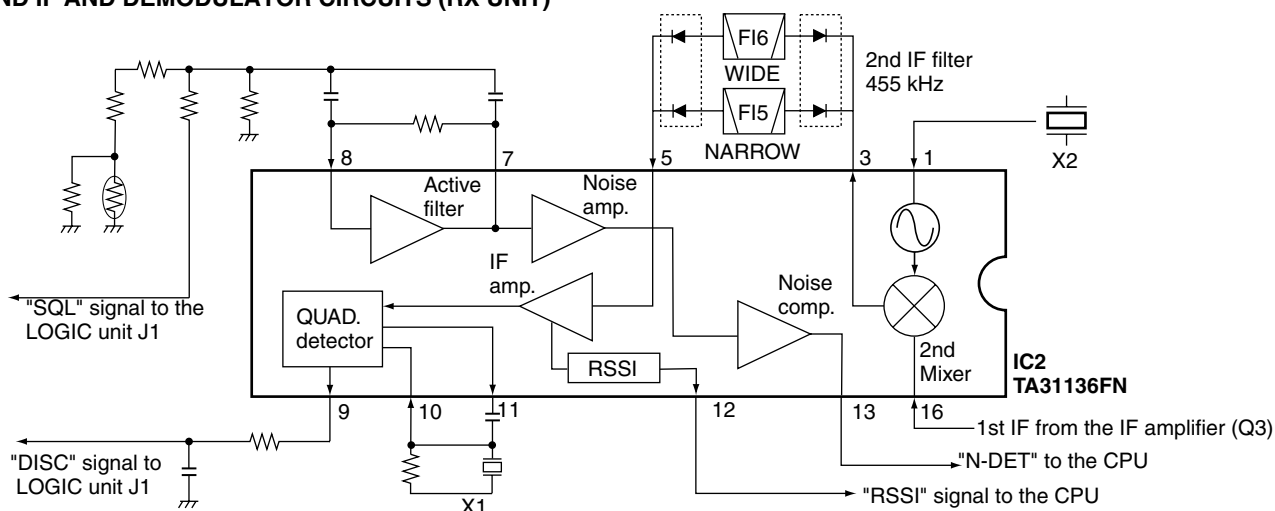 ND IF AND DEMODULATOR CIRCUITS (RX UNIT)
FI6
WIDE
FI5
NARROW
2nd IF filter
455 kHz
X2
8
7
5
3
1
Active
filter
Noise
amp.
IF
amp.
Noise
comp.
"SQL" signal to the
LOGIC unit J1
QUAD.
detector
RSSI
2nd
Mixer
IC2
TA31136FN
9
10
11
12
13
16
1st IF from the IF amplifier (Q3)
"N-DET" to the CPU
"RSSI" signal to the CPU
"DISC" signal to
LOGIC unit J1
X1